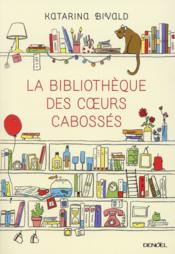 KATARINA BIVALD
LA BIBLIOTHÈQUE
DES CŒURS
CABOSSÉS
DENOËL